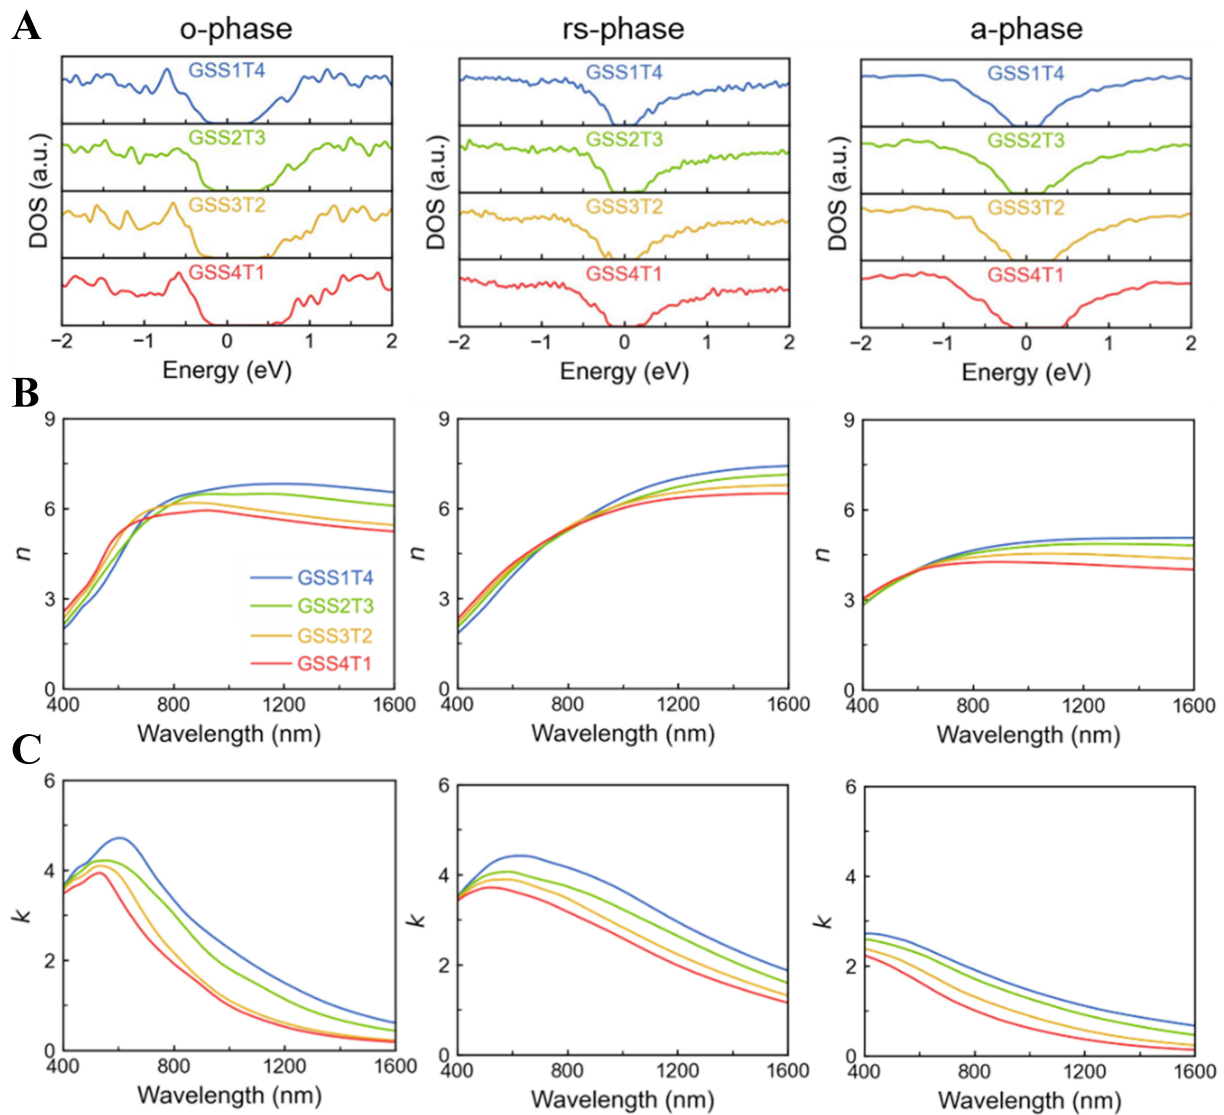 A
o-phase
rs-phase
a-phase
GSS1T4
GSS2T3
GSS3T2
GSS4T1
DOS (a.u.)
−2 −1 0 1 2
Energy (eV)
GSS1T4
GSS2T3
GSS3T2
GSS4T1
DOS (a.u.)
−2 −1 0 1 2
Energy (eV)
GSS1T4
GSS2T3
GSS3T2
GSS4T1
DOS (a.u.)
−2 −1 0 1 2
Energy (eV)
B
9
6
3
0
n
GSS1T4
GSS2T3
GSS3T2
GSS4T1
400 800 1200 1600
Wavelength (nm)
9
6
3
0
n
400 800 1200 1600
Wavelength (nm)
9
6
3
0
n
400 800 1200 1600
Wavelength (nm)
C
6
4
2
0
k
400 800 1200 1600
Wavelength (nm)
6
4
2
0
k
400 800 1200 1600
Wavelength (nm)
6
4
2
0
k
400 800 1200 1600
Wavelength (nm)